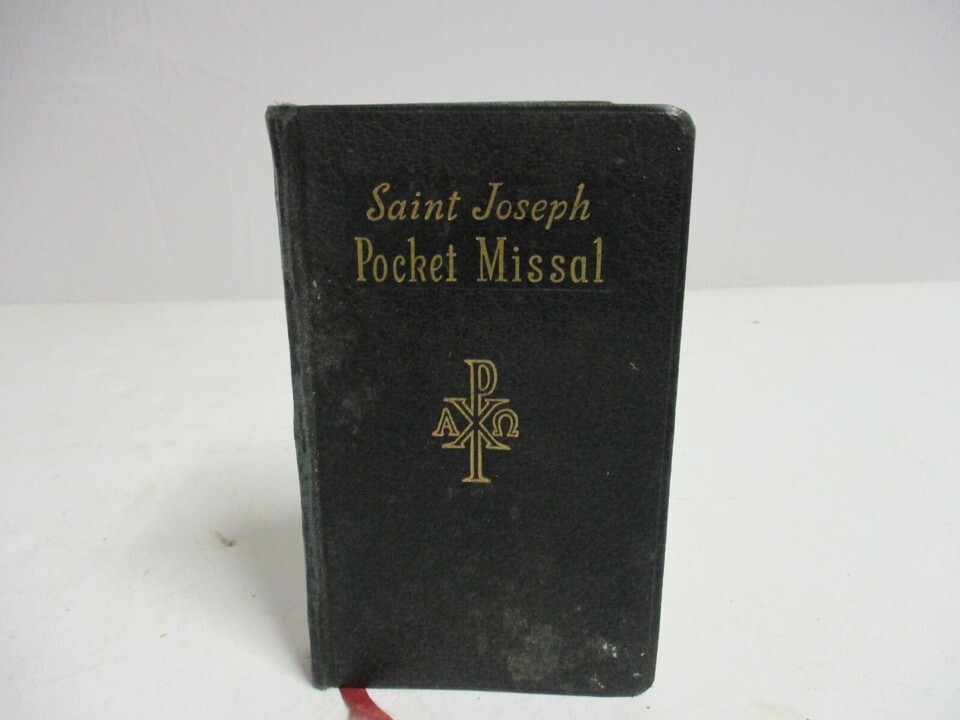 Saint Joseph
Pocket Missal
Α☧Ω